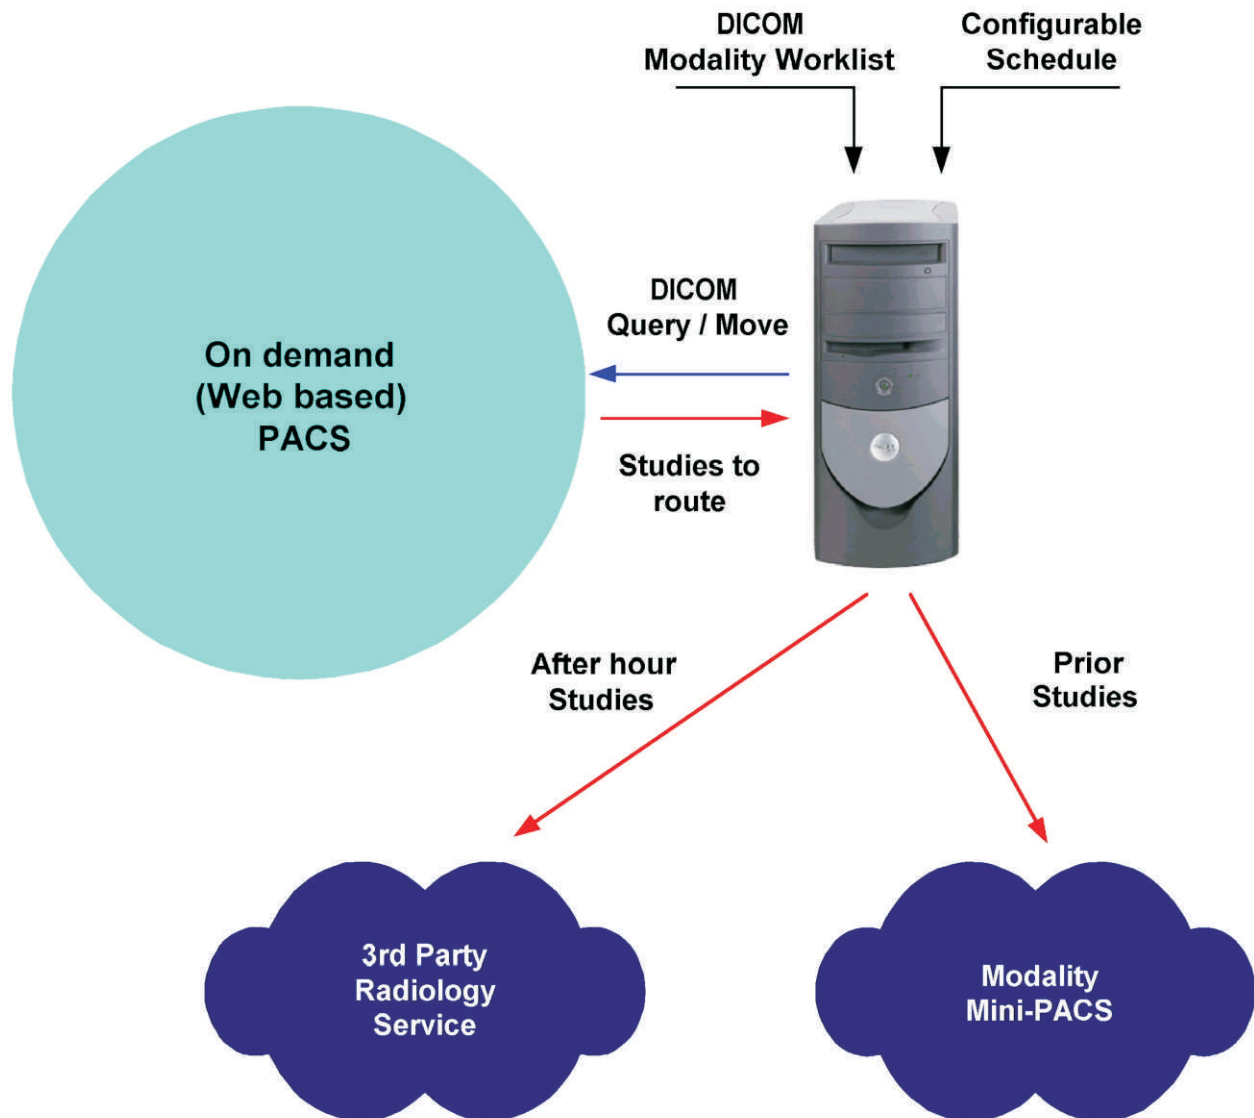 DICOM
Modality Worklist
Configurable
Schedule
DICOM
Query / Move
On demand
(Web based)
PACS
Studies to
route
After hour
Studies
Prior
Studies
3rd Party
Radiology
Service
Modality
Mini-PACS